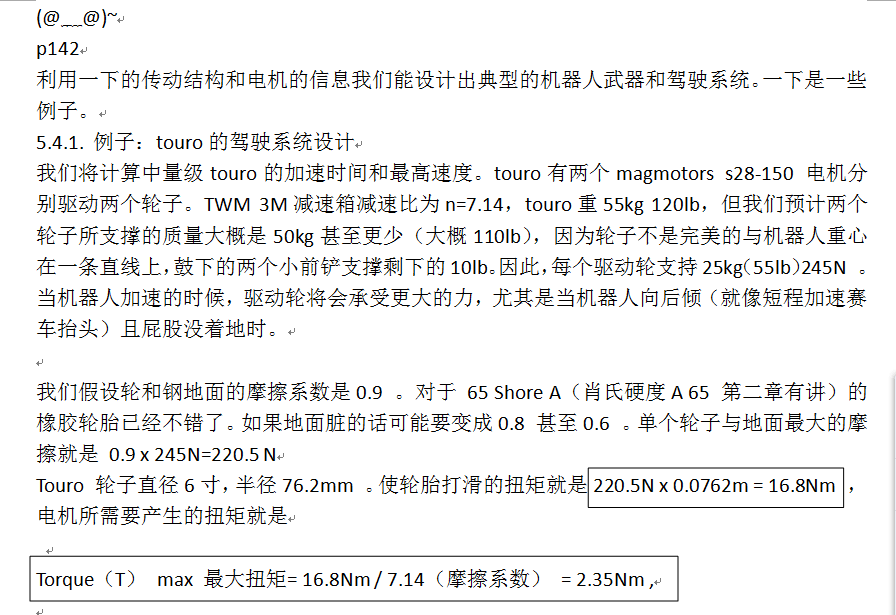 (@﹏@)~
p142
利用一下的传动结构和电机的信息我们能设计出典型的机器人武器和驾驶系统。一下是一些
例子。
5.4.1. 例子：touro 的驾驶系统设计
我们将计算中量级 touro 的加速时间和最高速度。touro 有两个 magmotors s28-150 电机分
别驱动两个轮子。TWM 3M 减速箱减速比为 n=7.14，touro 重 55kg 120lb，但我们预计两个
轮子所支撑的质量大概是 50kg 甚至更少（大概 110lb），因为轮子不是完美的与机器人重心
在一条直线上，鼓下的两个小前铲支撑剩下的 10lb。因此，每个驱动轮支持 25kg（55lb）245N 。
当机器人加速的时候，驱动轮将会承受更大的力，尤其是当机器人向后倾（就像短程加速赛
车抬头）且屁股没着地时。
我们假设轮和钢地面的摩擦系数是 0.9 。对于 65 Shore A（肖氏硬度 A 65 第二章有讲）的
橡胶轮胎已经不错了。如果地面脏的话可能要变成 0.8 甚至 0.6 。单个轮子与地面最大的摩
擦就是 0.9 x 245N=220.5 N
Touro 轮子直径 6 寸，半径 76.2mm 。使轮胎打滑的扭矩就是 220.5N x 0.0762m = 16.8Nm ，
电机所需要产生的扭矩就是
Torque（T） max 最大扭矩= 16.8Nm / 7.14（摩擦系数） = 2.35Nm ,